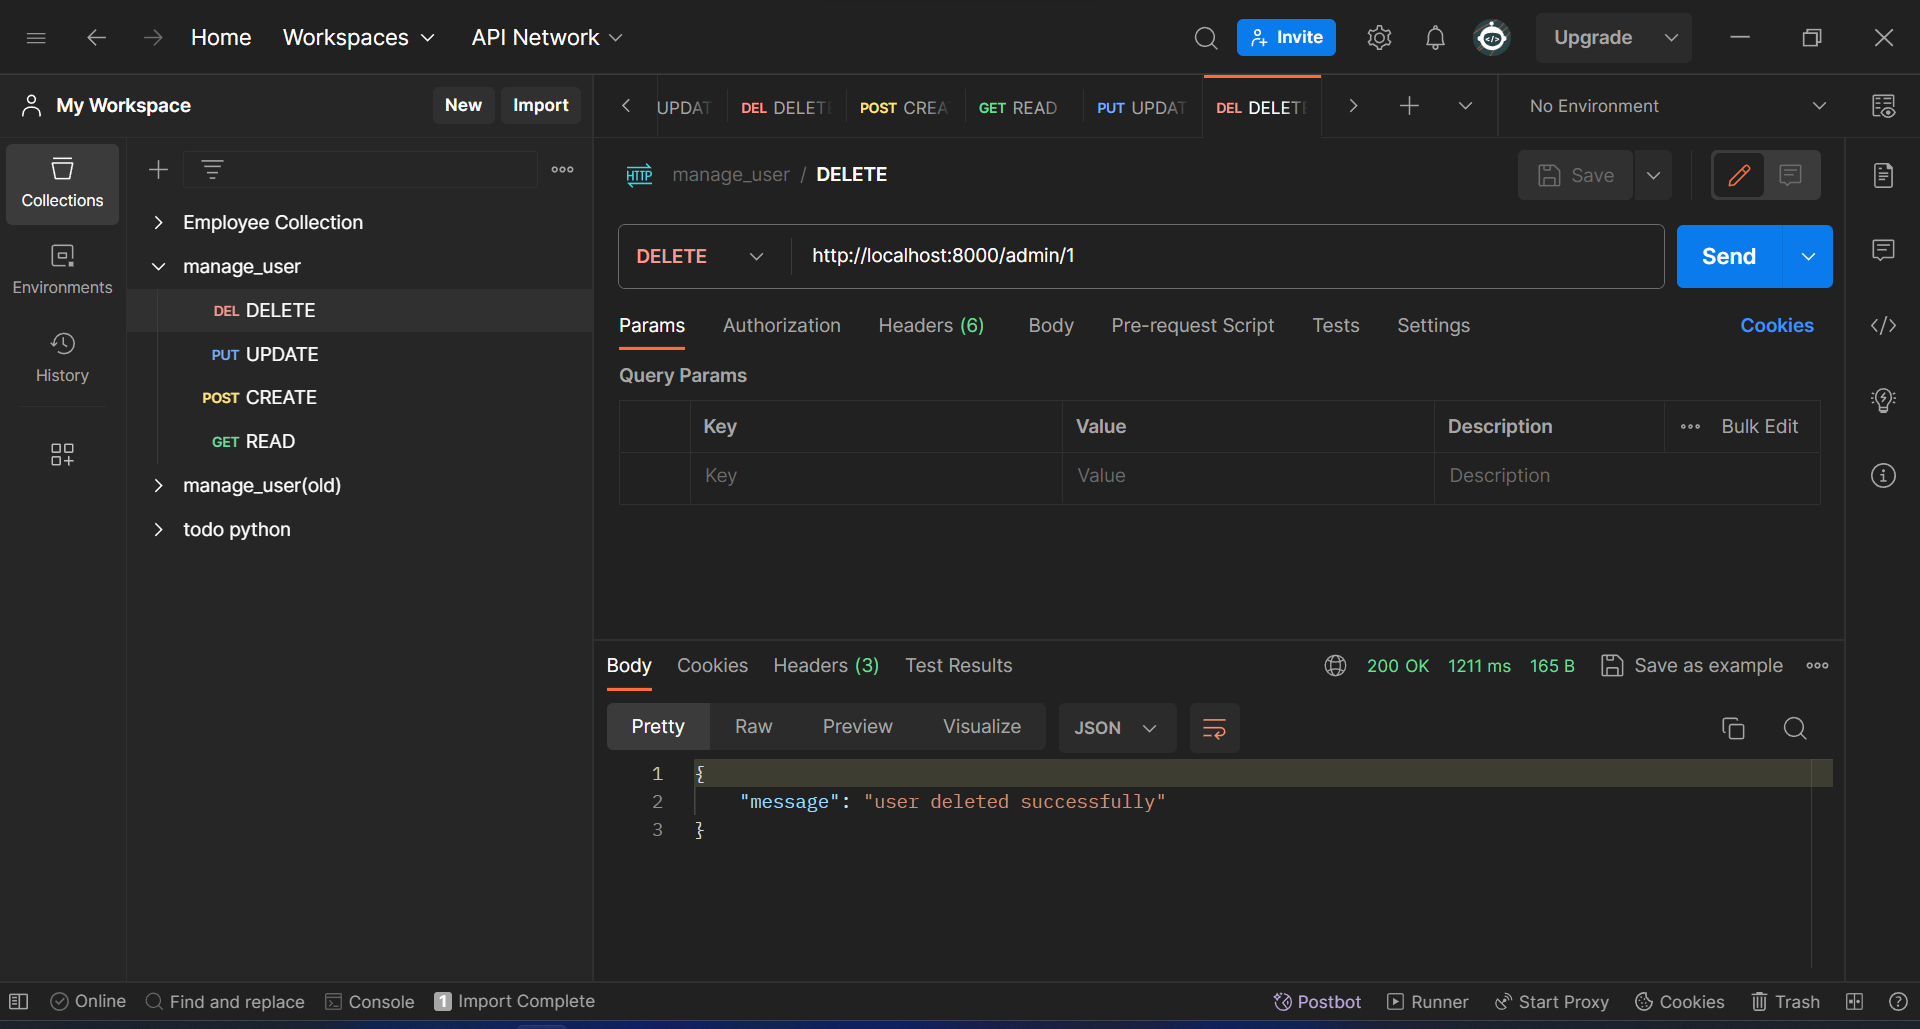 Home Workspaces API Network Invite Upgrade
My Workspace New Import
UPDAT DEL DELET POST CREA GET READ PUT UPDAT DEL DELET No Environment
Collections
Environments
History
Employee Collection
manage_user
DEL DELETE
PUT UPDATE
POST CREATE
GET READ
manage_user(old)
todo python
HTTP manage_user / DELETE Save
DELETE http://localhost:8000/admin/1 Send
Params Authorization Headers (6) Body Pre-request Script Tests Settings Cookies
Query Params
Key Value Description Bulk Edit
Key Value Description
Body Cookies Headers (3) Test Results 200 OK 1211 ms 165 B Save as example
Pretty Raw Preview Visualize JSON
1 {
2 "message": "user deleted successfully"
3 }
Online Find and replace Console 1 Import Complete Postbot Runner Start Proxy Cookies Trash